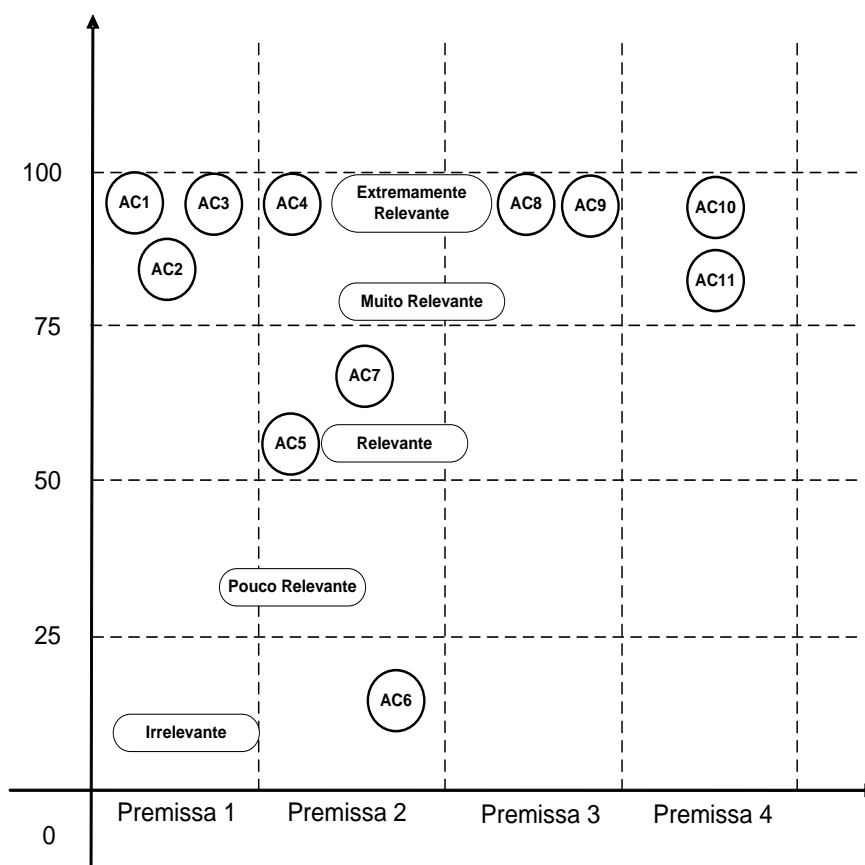 100
AC1
AC3
AC4
Extremamente
Relevante
AC8
AC9
AC10
AC2
AC11
Muito Relevante
75
AC7
AC5
Relevante
50
Pouco Relevante
25
AC6
Irrelevante
Premissa 1
Premissa 2
Premissa 3
Premissa 4
0